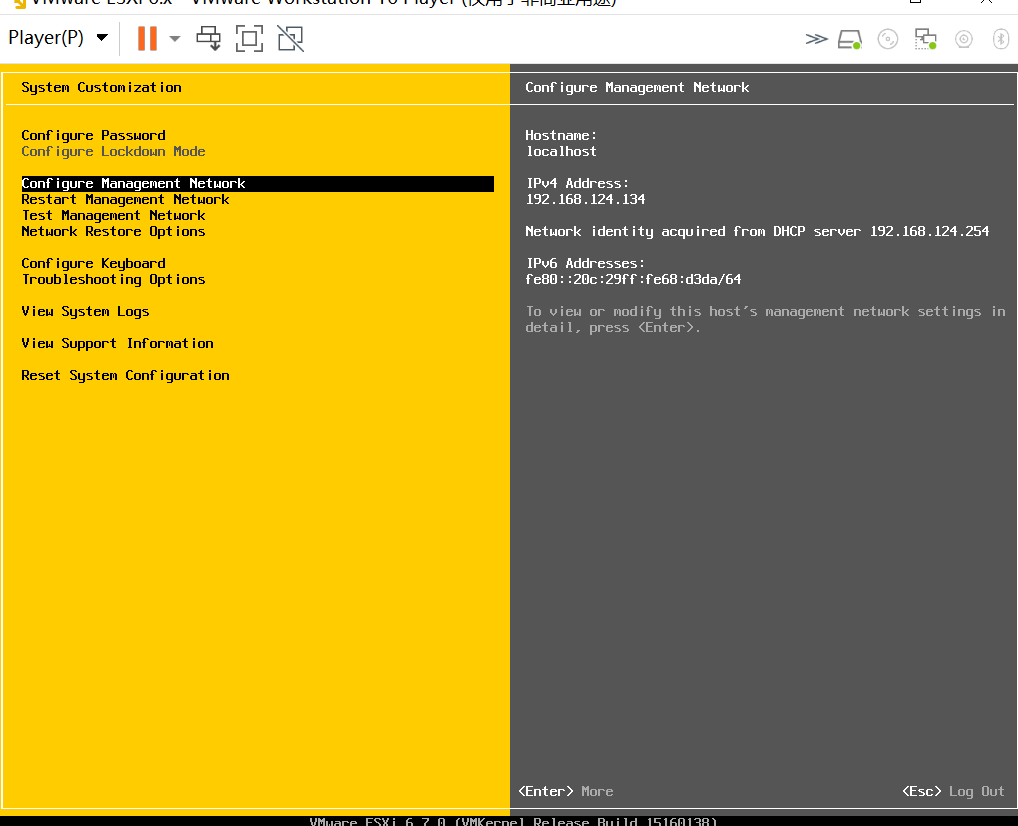 VMware ESXi 6.x - VMware Workstation 16 Player (仅用于非商业用途)
Player(P)
System Customization
Configure Password
Configure Lockdown Mode
Configure Management Network
Restart Management Network
Test Management Network
Network Restore Options
Configure Keyboard
Troubleshooting Options
View System Logs
View Support Information
Reset System Configuration
Configure Management Network
Hostname:
localhost
IPv4 Address:
192.168.124.134
Network identity acquired from DHCP server 192.168.124.254
IPv6 Addresses:
fe80::20c:29ff:fe68:d3da/64
To view or modify this host's management network settings in
detail, press <Enter>.
<Enter> More
<Esc> Log Out
VMware ESXi 6.7.0 (VMKernel Release Build 15160138)